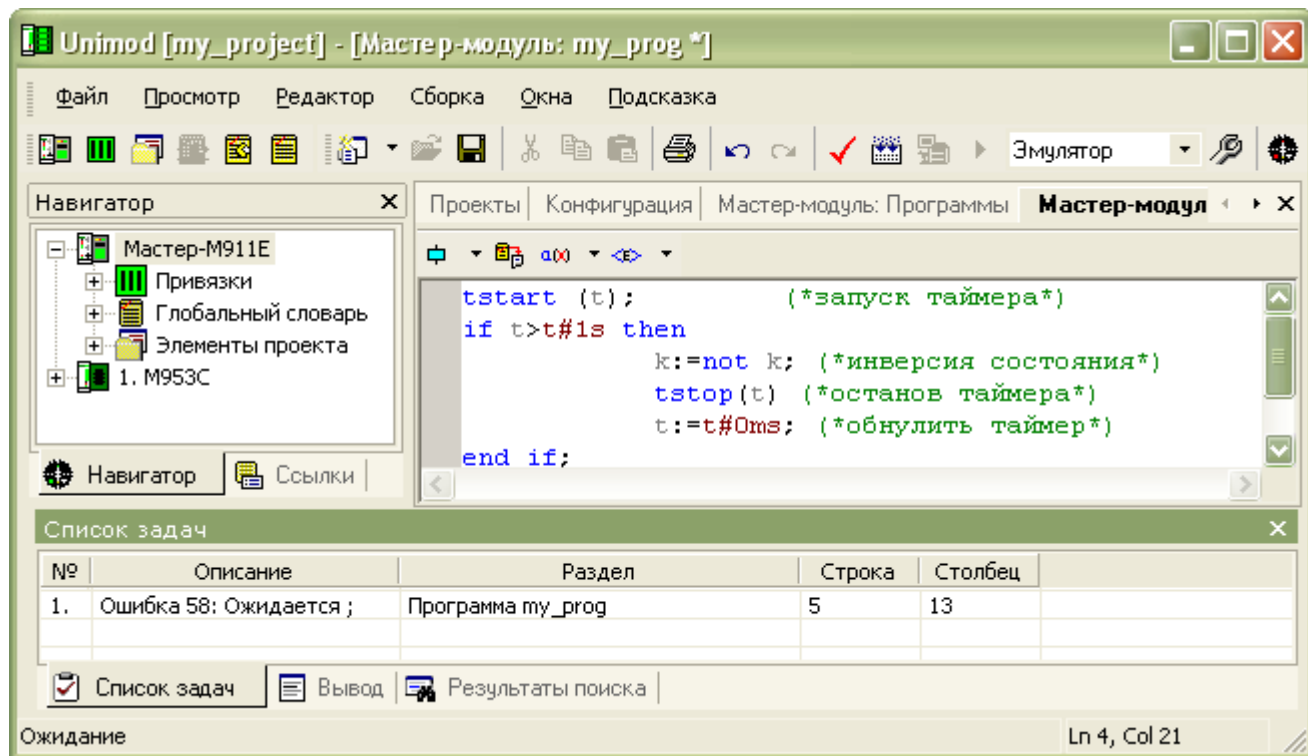 Unimod [my_project] - [Мастер-модуль: my_prog *]
Файл Просмотр Редактор Сборка Окна Подсказка
Эмулятор
Навигатор
Проекты Конфигурация Мастер-модуль: Программы Мастер-модул
Мастер-М911Е
Привязки
Глобальный словарь
Элементы проекта
1. М953С
Навигатор Ссылки
a(x) <E>
tstart (t); (*запуск таймера*)
if t>t#1s then
k:=not k; (*инверсия состояния*)
tstop(t) (*останов таймера*)
t:=t#0ms; (*обнулить таймер*)
end if;
Список задач
№ Описание Раздел Строка Столбец
1. Ошибка 58: Ожидается ; Программа my_prog 5 13
Список задач Вывод Результаты поиска
Ожидание Ln 4, Col 21